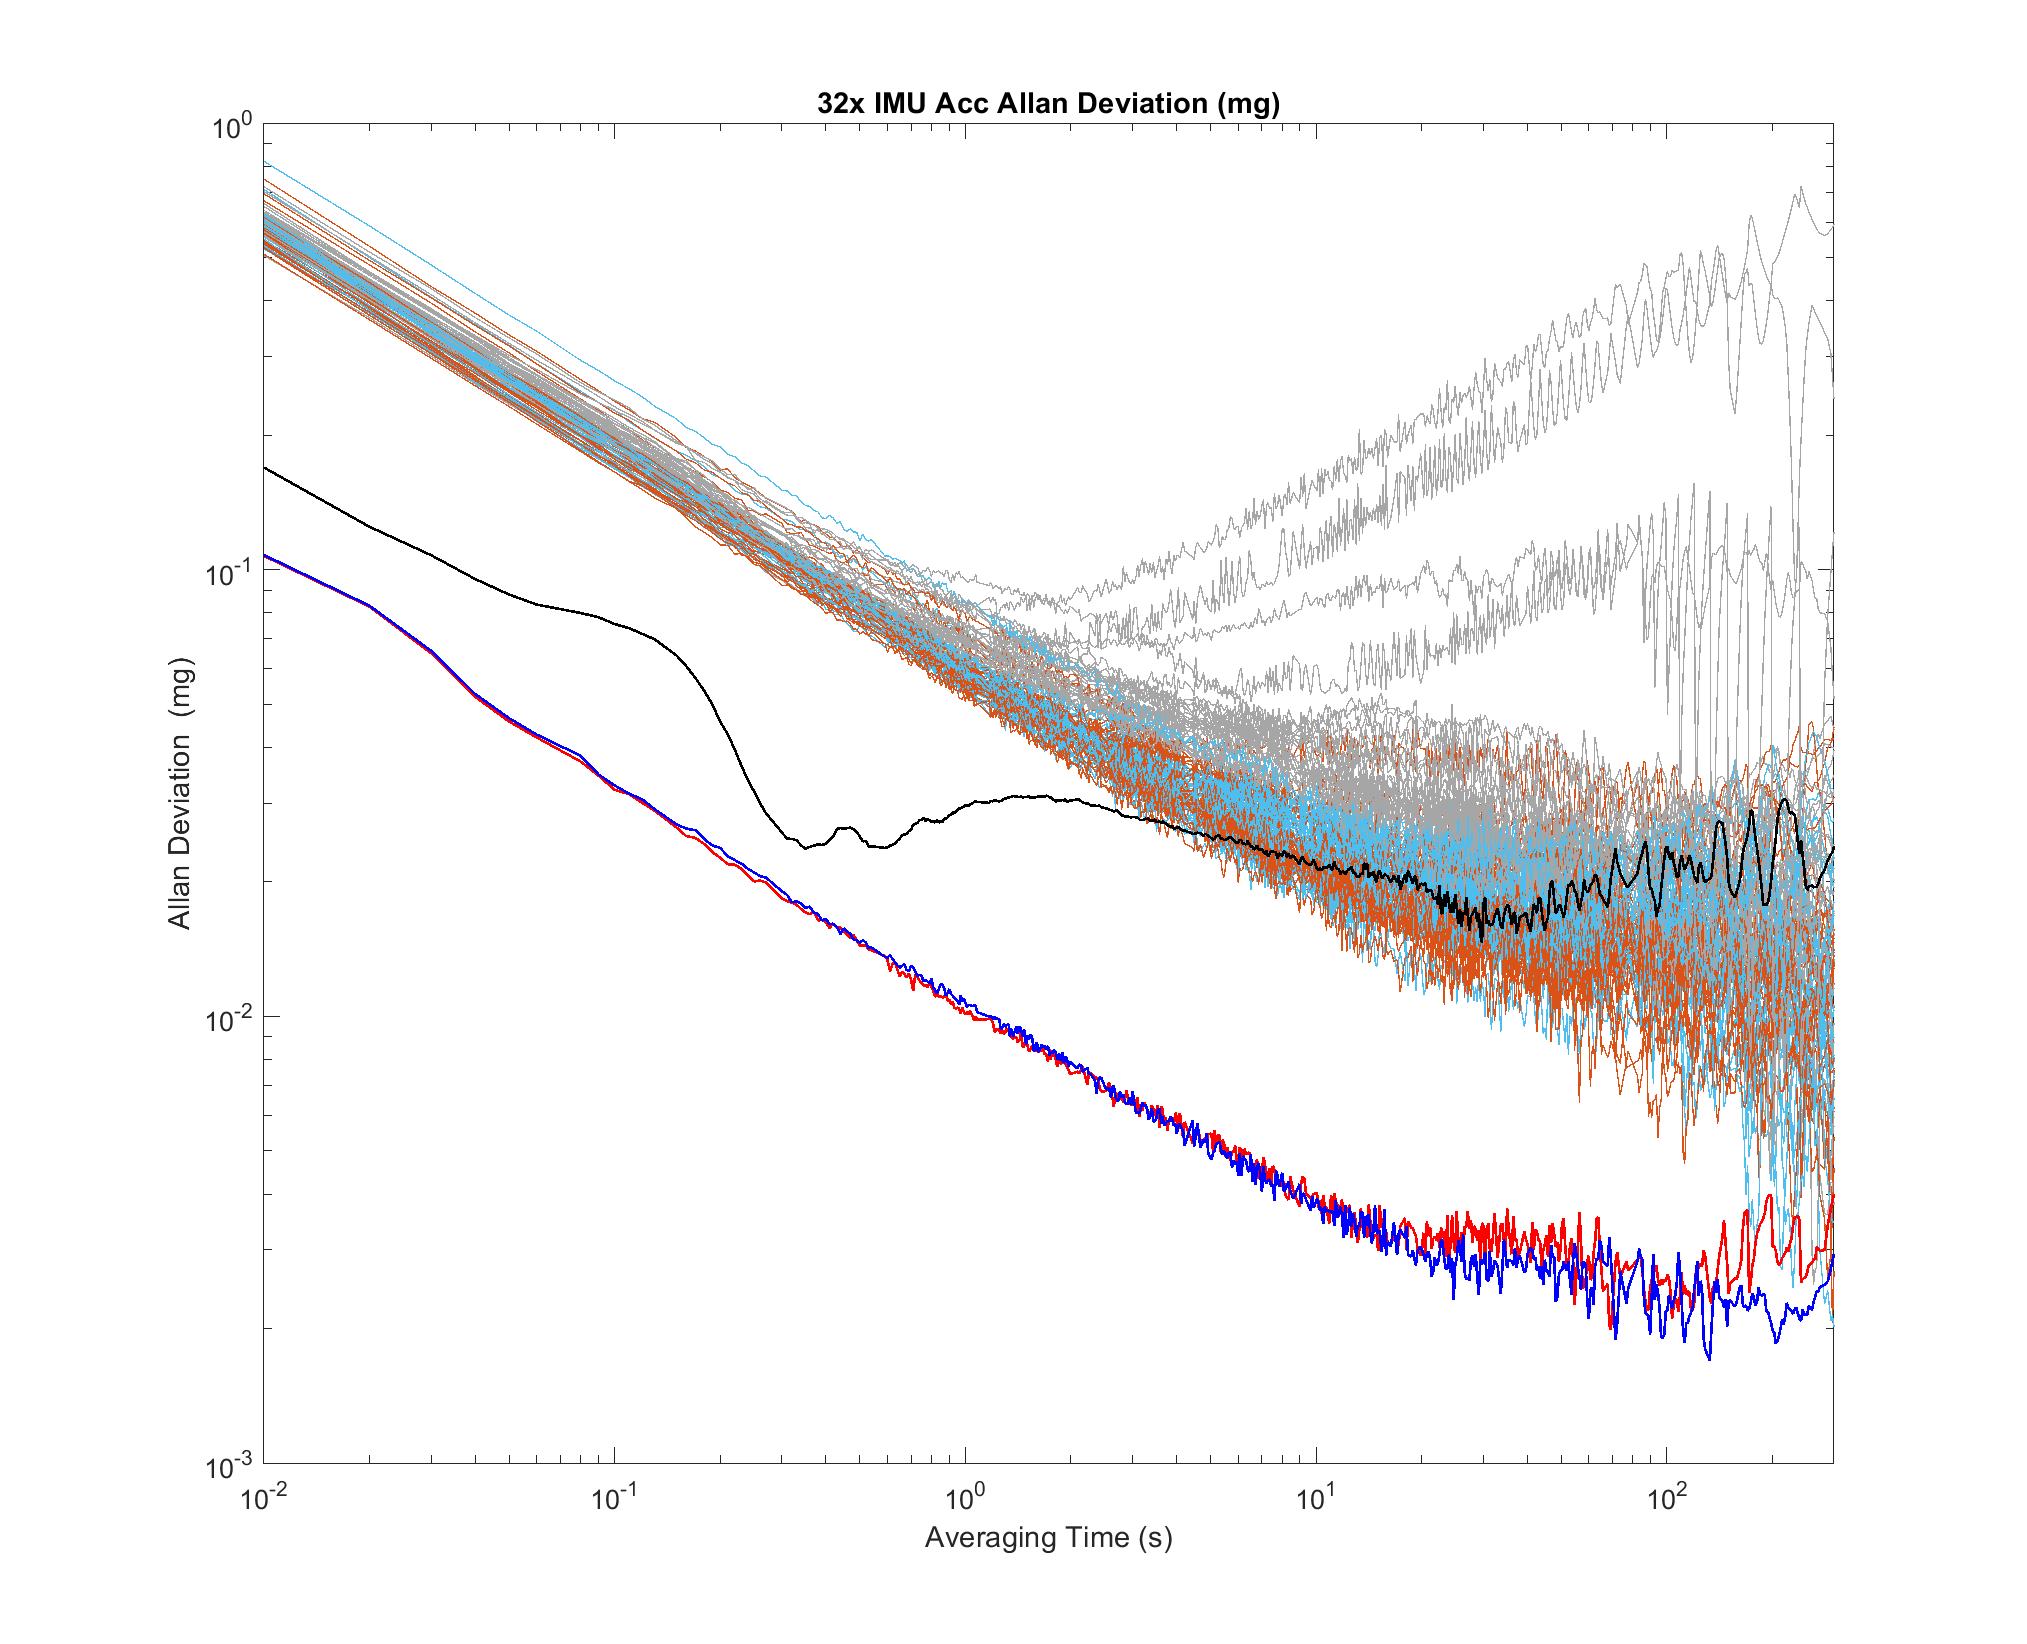 32x IMU Acc Allan Deviation (mg)
10^0
10^-1
10^-2
10^-3
Allan Deviation (mg)
10^-2 10^-1 10^0 10^1 10^2
Averaging Time (s)